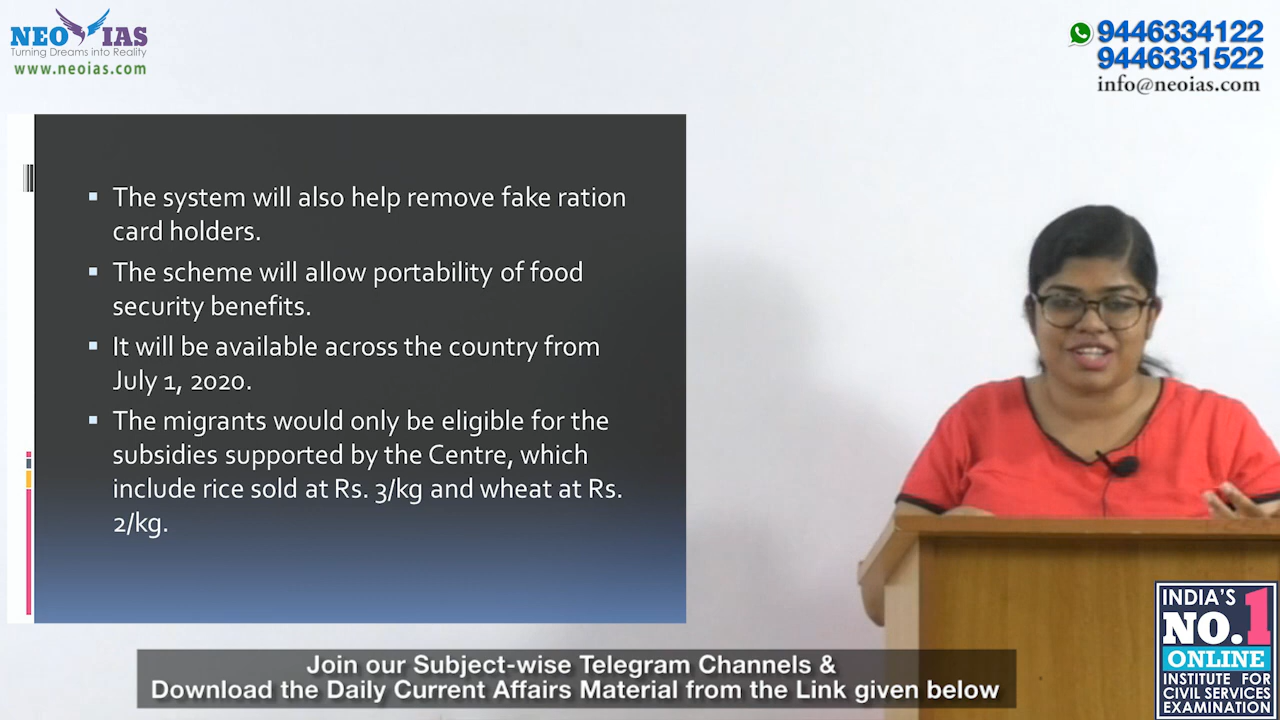 NEO IAS
Turning Dreams into Reality
www.neoias.com
9446334122
9446331522
info@neoias.com
▪ The system will also help remove fake ration
card holders.
▪ The scheme will allow portability of food
security benefits.
▪ It will be available across the country from
July 1, 2020.
▪ The migrants would only be eligible for the
subsidies supported by the Centre, which
include rice sold at Rs. 3/kg and wheat at Rs.
2/kg.
INDIA'S
NO.1
ONLINE
INSTITUTE FOR
CIVIL SERVICES
EXAMINATION
Join our Subject-wise Telegram Channels &
Download the Daily Current Affairs Material from the Link given below